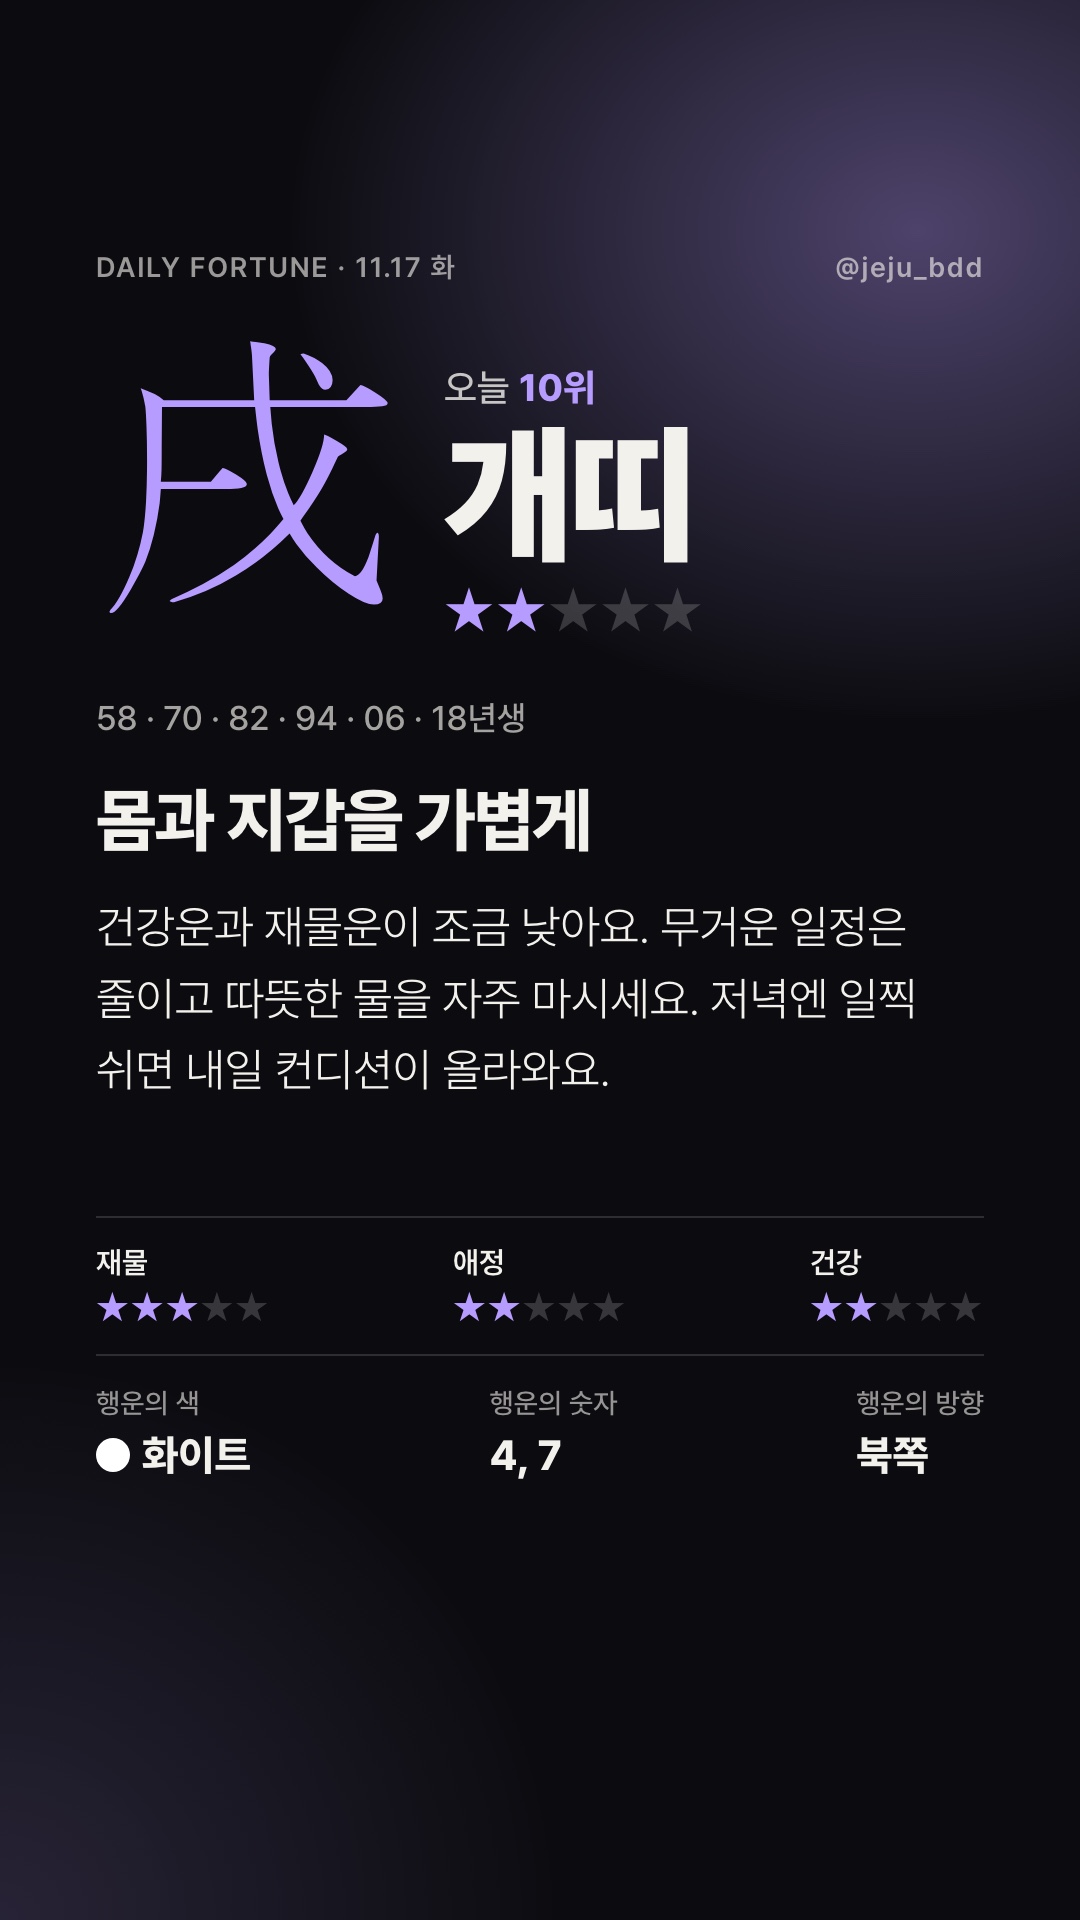 DAILY FORTUNE · 11.17 화
@jeju_bdd
戌
오늘 10위
개띠
★★★★★
58 · 70 · 82 · 94 · 06 · 18년생
몸과 지갑을 가볍게
건강운과 재물운이 조금 낮아요. 무거운 일정은
줄이고 따뜻한 물을 자주 마시세요. 저녁엔 일찍
쉬면 내일 컨디션이 올라와요.
재물 애정 건강
★★★★★ ★★★★★ ★★★★★
행운의 색 행운의 숫자 행운의 방향
화이트 4, 7 북쪽